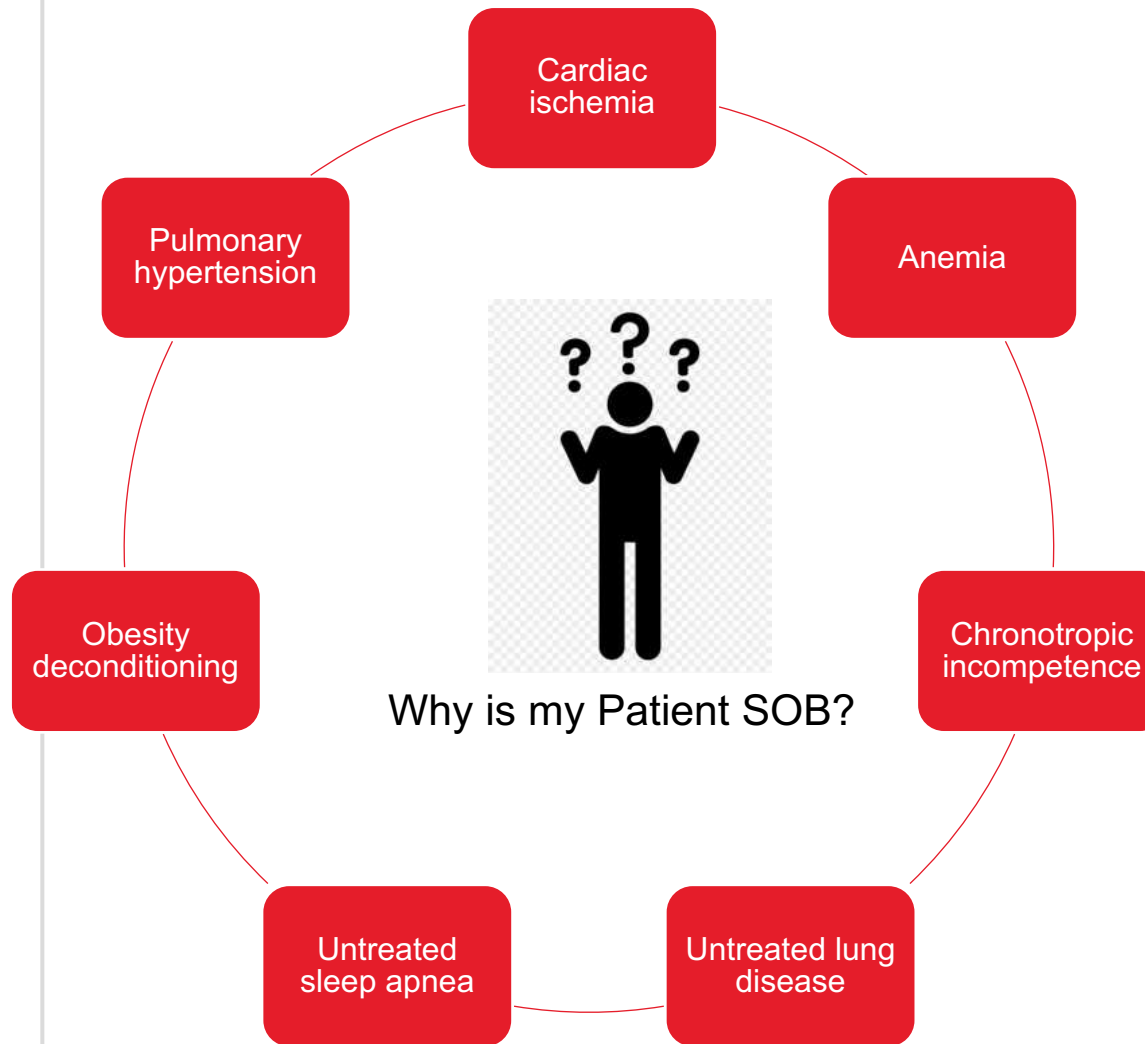 Cardiac
ischemia
Anemia
Chronotropic
incompetence
Untreated lung
disease
Untreated
sleep apnea
Obesity
deconditioning
Pulmonary
hypertension
? ? ?
Why is my Patient SOB?